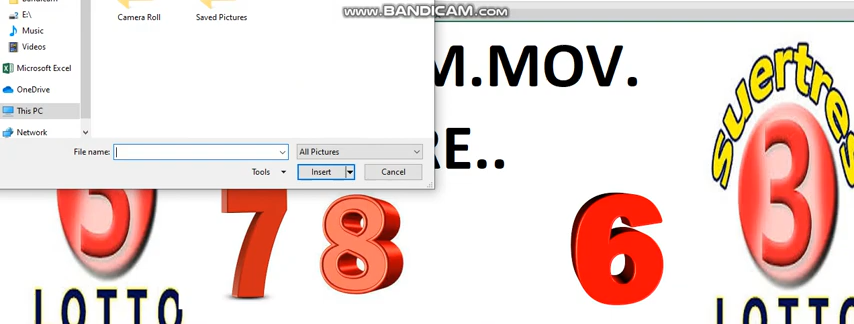 WWW.BANDICAM.COM
E:\
Music
Videos
Microsoft Excel
OneDrive
This PC
Network
Camera Roll
Saved Pictures
File name:
All Pictures
Tools
Insert
Cancel
M.MOV.
RE..
7 8 6
3
LOTTO
suertres
3
LOTTO